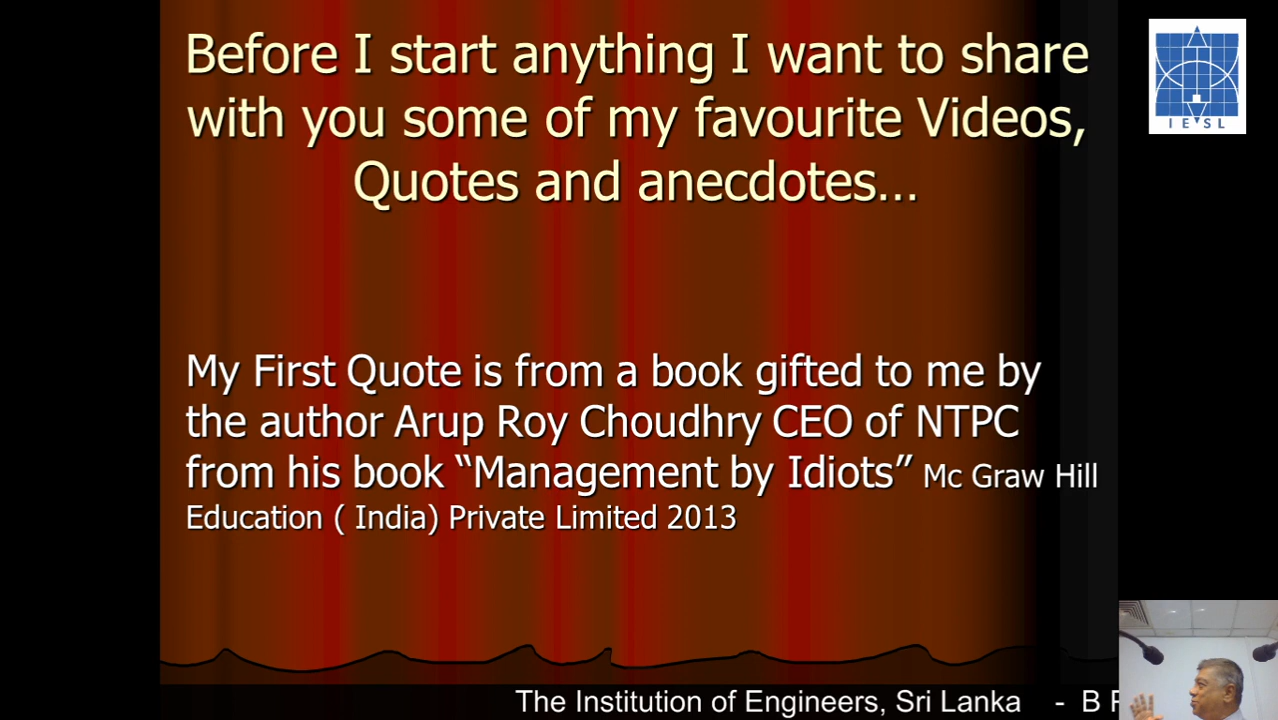 Before I start anything I want to share
with you some of my favourite Videos,
Quotes and anecdotes…
IESL
My First Quote is from a book gifted to me by
the author Arup Roy Choudhry CEO of NTPC
from his book “Management by Idiots” Mc Graw Hill
Education ( India) Private Limited 2013
The Institution of Engineers, Sri Lanka - B